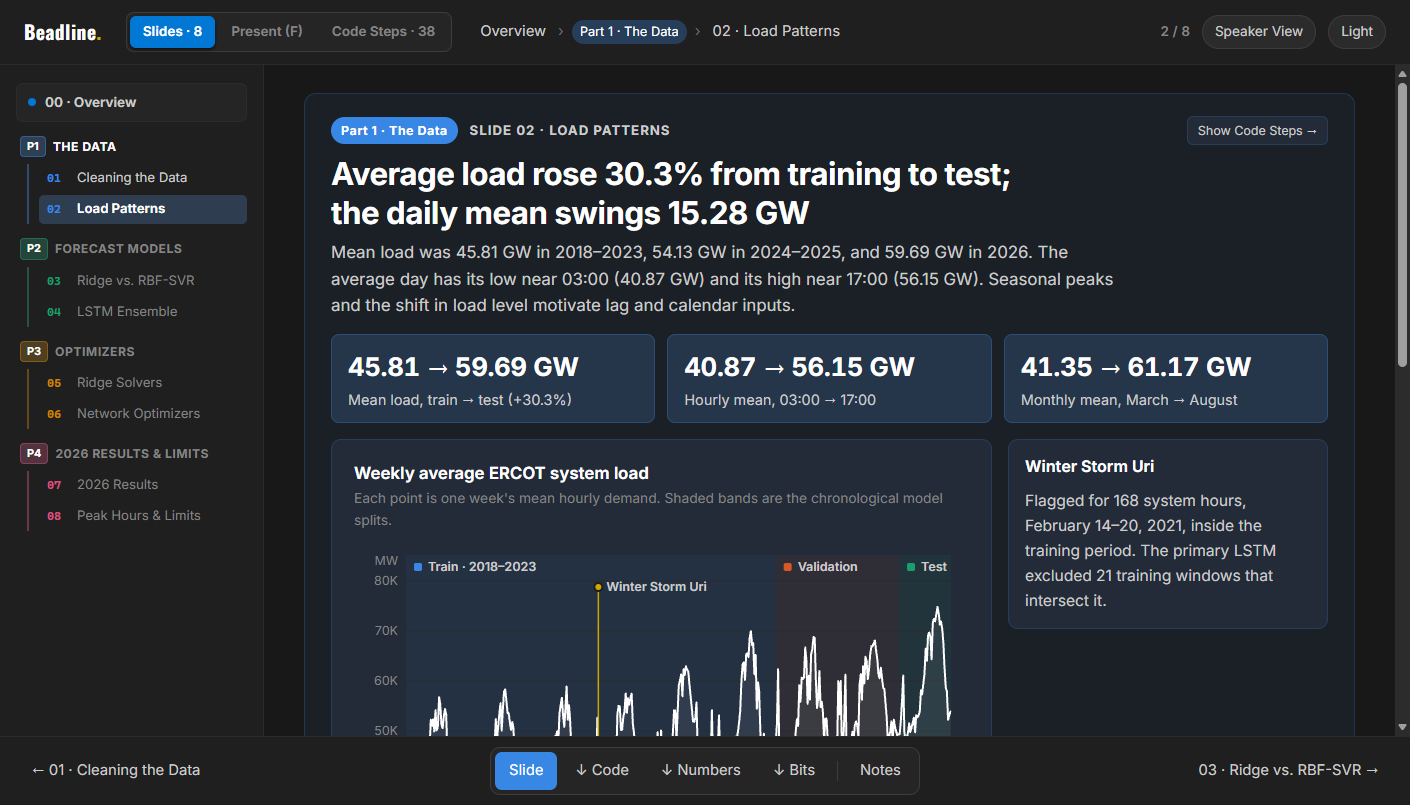 Beadline.
Slides · 8
Present (F)
Code Steps · 38
Overview › Part 1 · The Data › 02 · Load Patterns
2 / 8
Speaker View
Light
00 · Overview
P1 THE DATA
01 Cleaning the Data
02 Load Patterns
P2 FORECAST MODELS
03 Ridge vs. RBF-SVR
04 LSTM Ensemble
P3 OPTIMIZERS
05 Ridge Solvers
06 Network Optimizers
P4 2026 RESULTS & LIMITS
07 2026 Results
08 Peak Hours & Limits
Part 1 · The Data
SLIDE 02 · LOAD PATTERNS
Show Code Steps →
Average load rose 30.3% from training to test;
the daily mean swings 15.28 GW
Mean load was 45.81 GW in 2018–2023, 54.13 GW in 2024–2025, and 59.69 GW in 2026. The
average day has its low near 03:00 (40.87 GW) and its high near 17:00 (56.15 GW). Seasonal peaks
and the shift in load level motivate lag and calendar inputs.
45.81 → 59.69 GW
Mean load, train → test (+30.3%)
40.87 → 56.15 GW
Hourly mean, 03:00 → 17:00
41.35 → 61.17 GW
Monthly mean, March → August
Weekly average ERCOT system load
Each point is one week's mean hourly demand. Shaded bands are the chronological model
splits.
MW
80K
70K
60K
50K
Train · 2018–2023
Winter Storm Uri
Validation
Test
Winter Storm Uri
Flagged for 168 system hours,
February 14–20, 2021, inside the
training period. The primary LSTM
excluded 21 training windows that
intersect it.
← 01 · Cleaning the Data
Slide
↓ Code
↓ Numbers
↓ Bits
Notes
03 · Ridge vs. RBF-SVR →